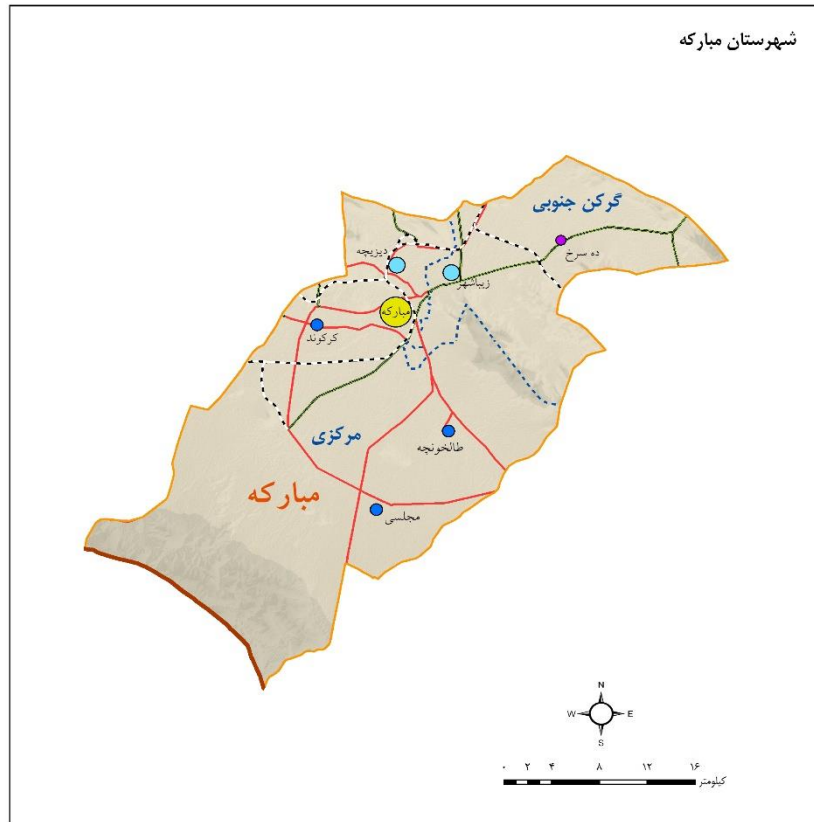 شهرستان مبارکه
گرکن جنوبی
ده سرخ
دیزیچه
زیباشهر
مبارکه
کرکوند
مرکزی
طالخونچه
مبارکه
مجلسی
N
W E
S
۰ ۲ ۴ ۸ ۱۲ ۱۶
کیلومتر